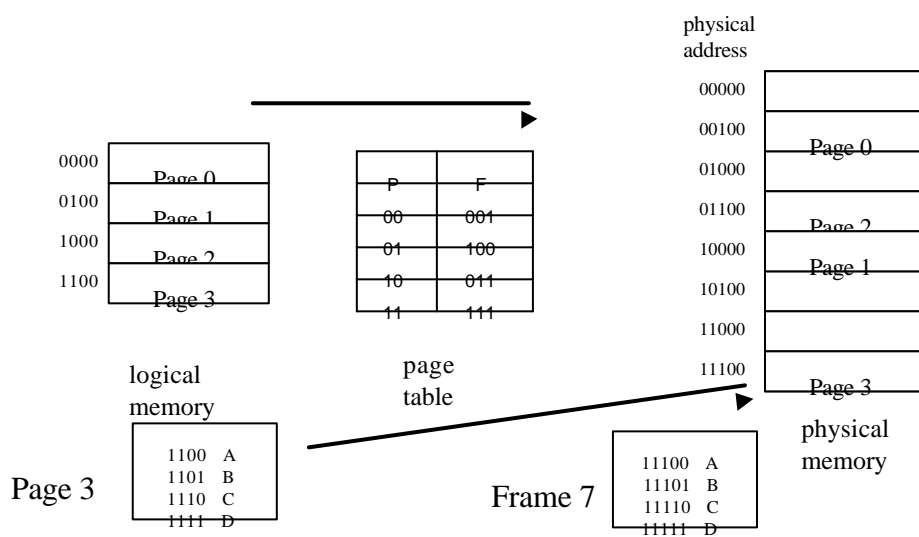 physical
address
00000
00100
Page 0
01000
01100
Page 2
10000
Page 1
10100
11000
11100
Page 3
physical
memory
0000
Page 0
0100
Page 1
1000
Page 2
1100
Page 3
logical
memory
P F
00 001
01 100
10 011
11 111
page
table
Page 3
1100 A
1101 B
1110 C
1111 D
Frame 7
11100 A
11101 B
11110 C
11111 D